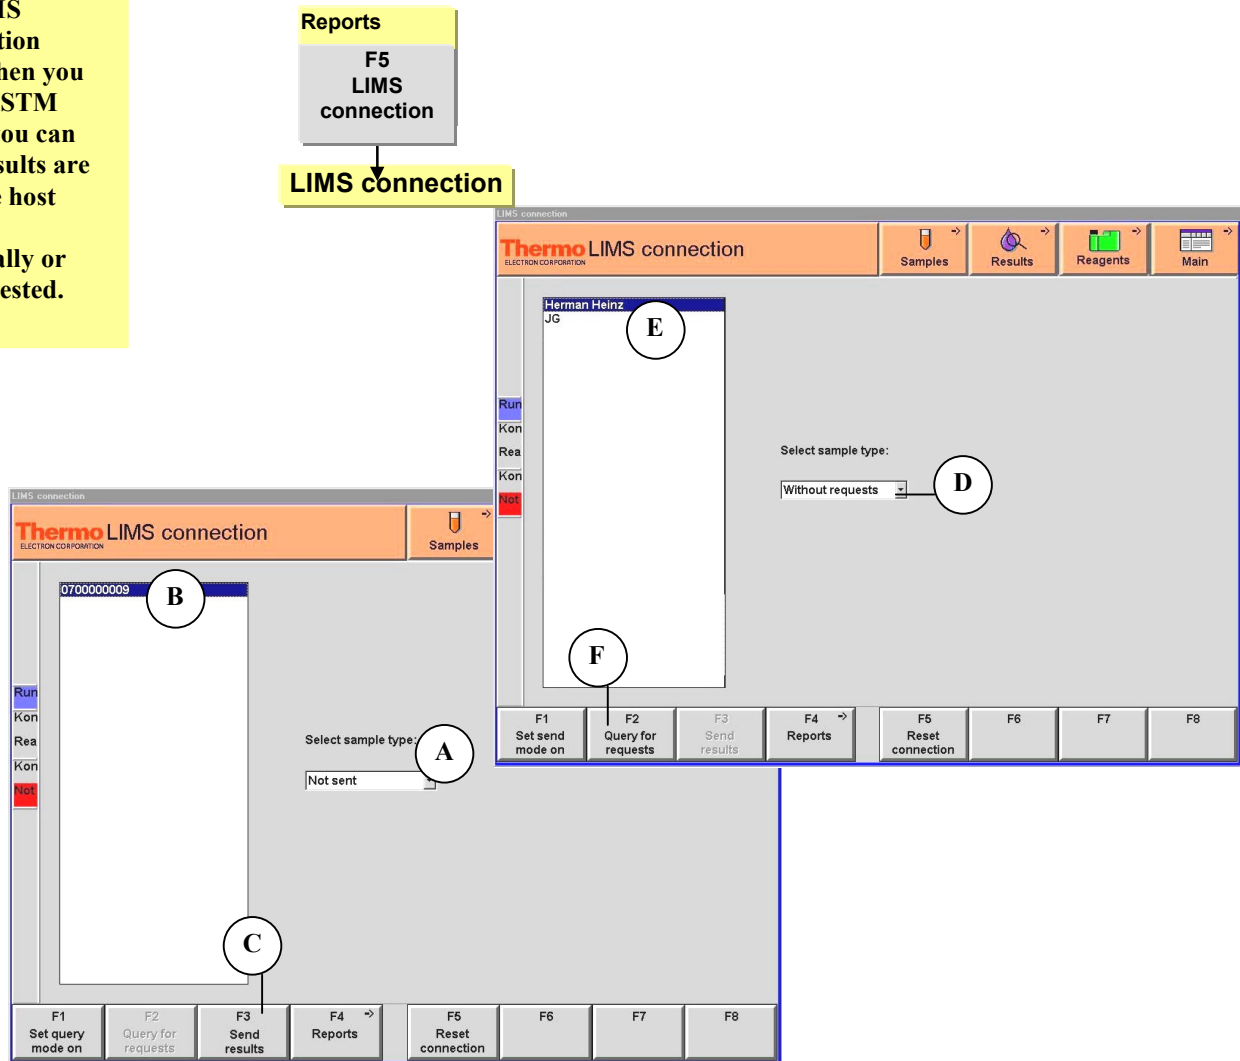 tion
hen you
STM
you can
sults are
e host
ally or
ested.
Reports
F5
LIMS
connection
LIMS connection
LIMS connection
Thermo
ELECTRON CORPORATION
LIMS connection
Samples
Results
Reagents
Main
Herman Heinz
JG
E
Run
Kon
Rea
Kon
Not
Select sample type:
Without requests
D
F
F1
Set send
mode on
F2
Query for
requests
F3
Send
results
F4
Reports
F5
Reset
connection
F6
F7
F8
LIMS connection
Thermo
ELECTRON CORPORATION
LIMS connection
Samples
0700000009
B
Run
Kon
Rea
Kon
Not
Select sample type:
A
Not sent
C
F1
Set query
mode on
F2
Query for
requests
F3
Send
results
F4
Reports
F5
Reset
connection
F6
F7
F8